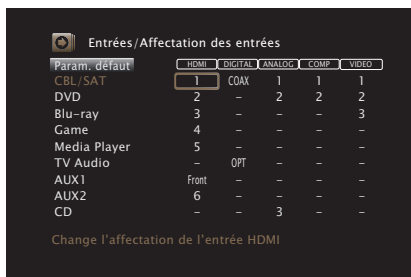 Entrées/Affectation des entrées
Param. défaut HDMI DIGITAL ANALOG COMP VIDEO
CBL/SAT 1 COAX 1 1 1
DVD 2 – 2 2 2
Blu-ray 3 – – – 3
Game 4 – – – –
Media Player 5 – – – –
TV Audio – OPT – – –
AUX1 Front – – – –
AUX2 6 – – – –
CD – – 3 – –
Change l'affectation de l'entrée HDMI